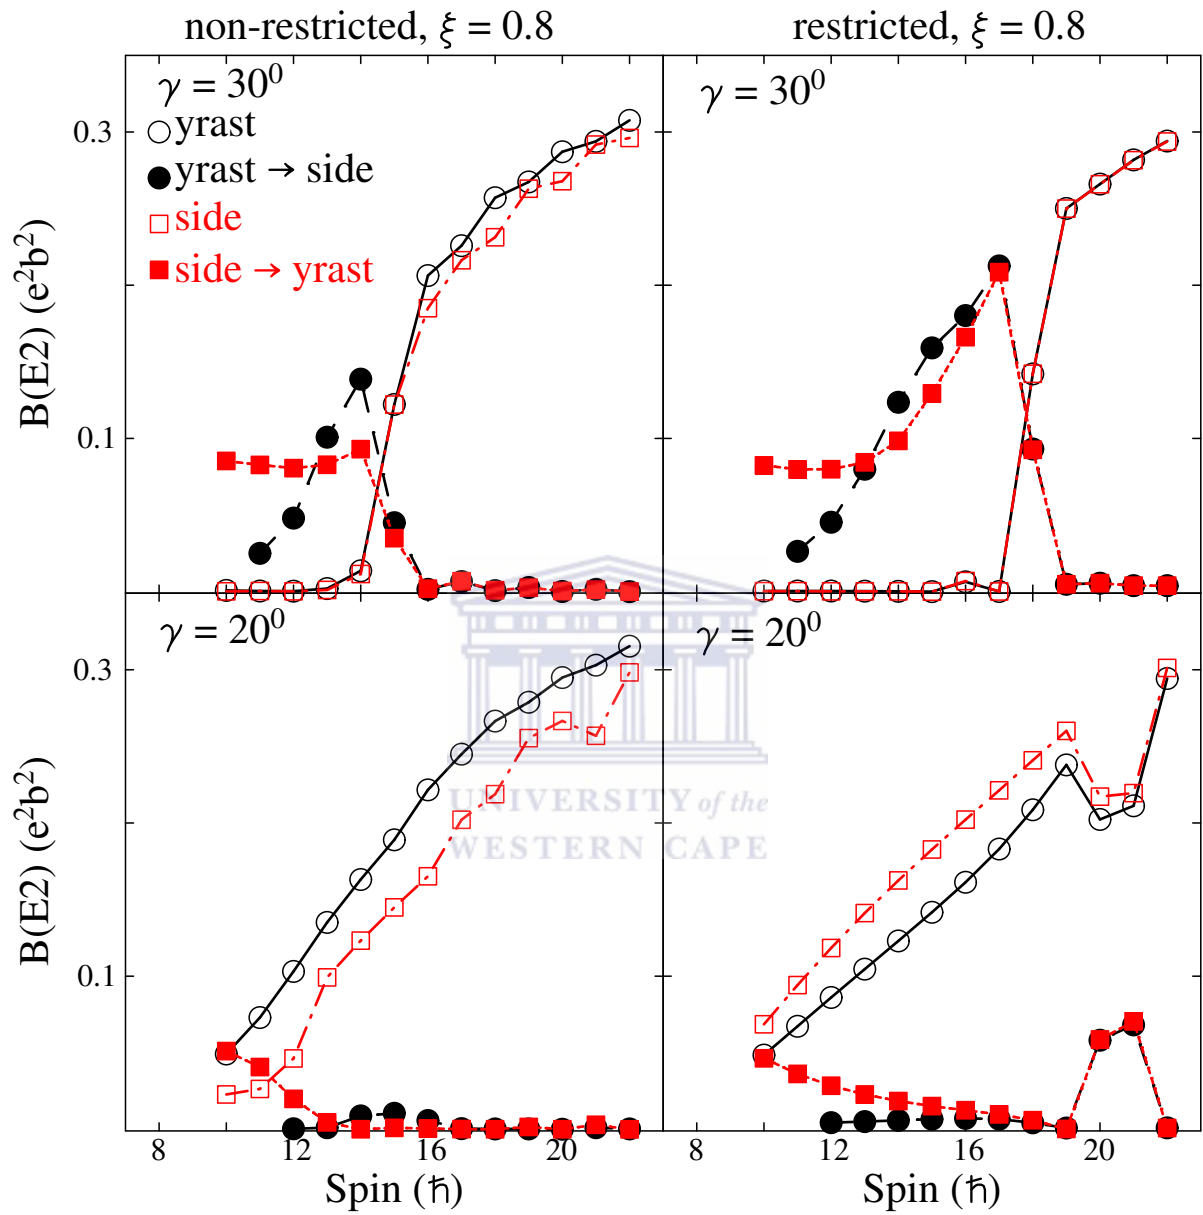 non-restricted, ξ = 0.8
restricted, ξ = 0.8
γ = 30⁰
yrast
yrast → side
side
side → yrast
γ = 30⁰
0.3
0.1
B(E2) (e²b²)
γ = 20⁰
γ = 20⁰
0.3
0.1
B(E2) (e²b²)
UNIVERSITY of the
WESTERN CAPE
8 12 16 20
8 12 16 20
Spin (ħ)
Spin (ħ)